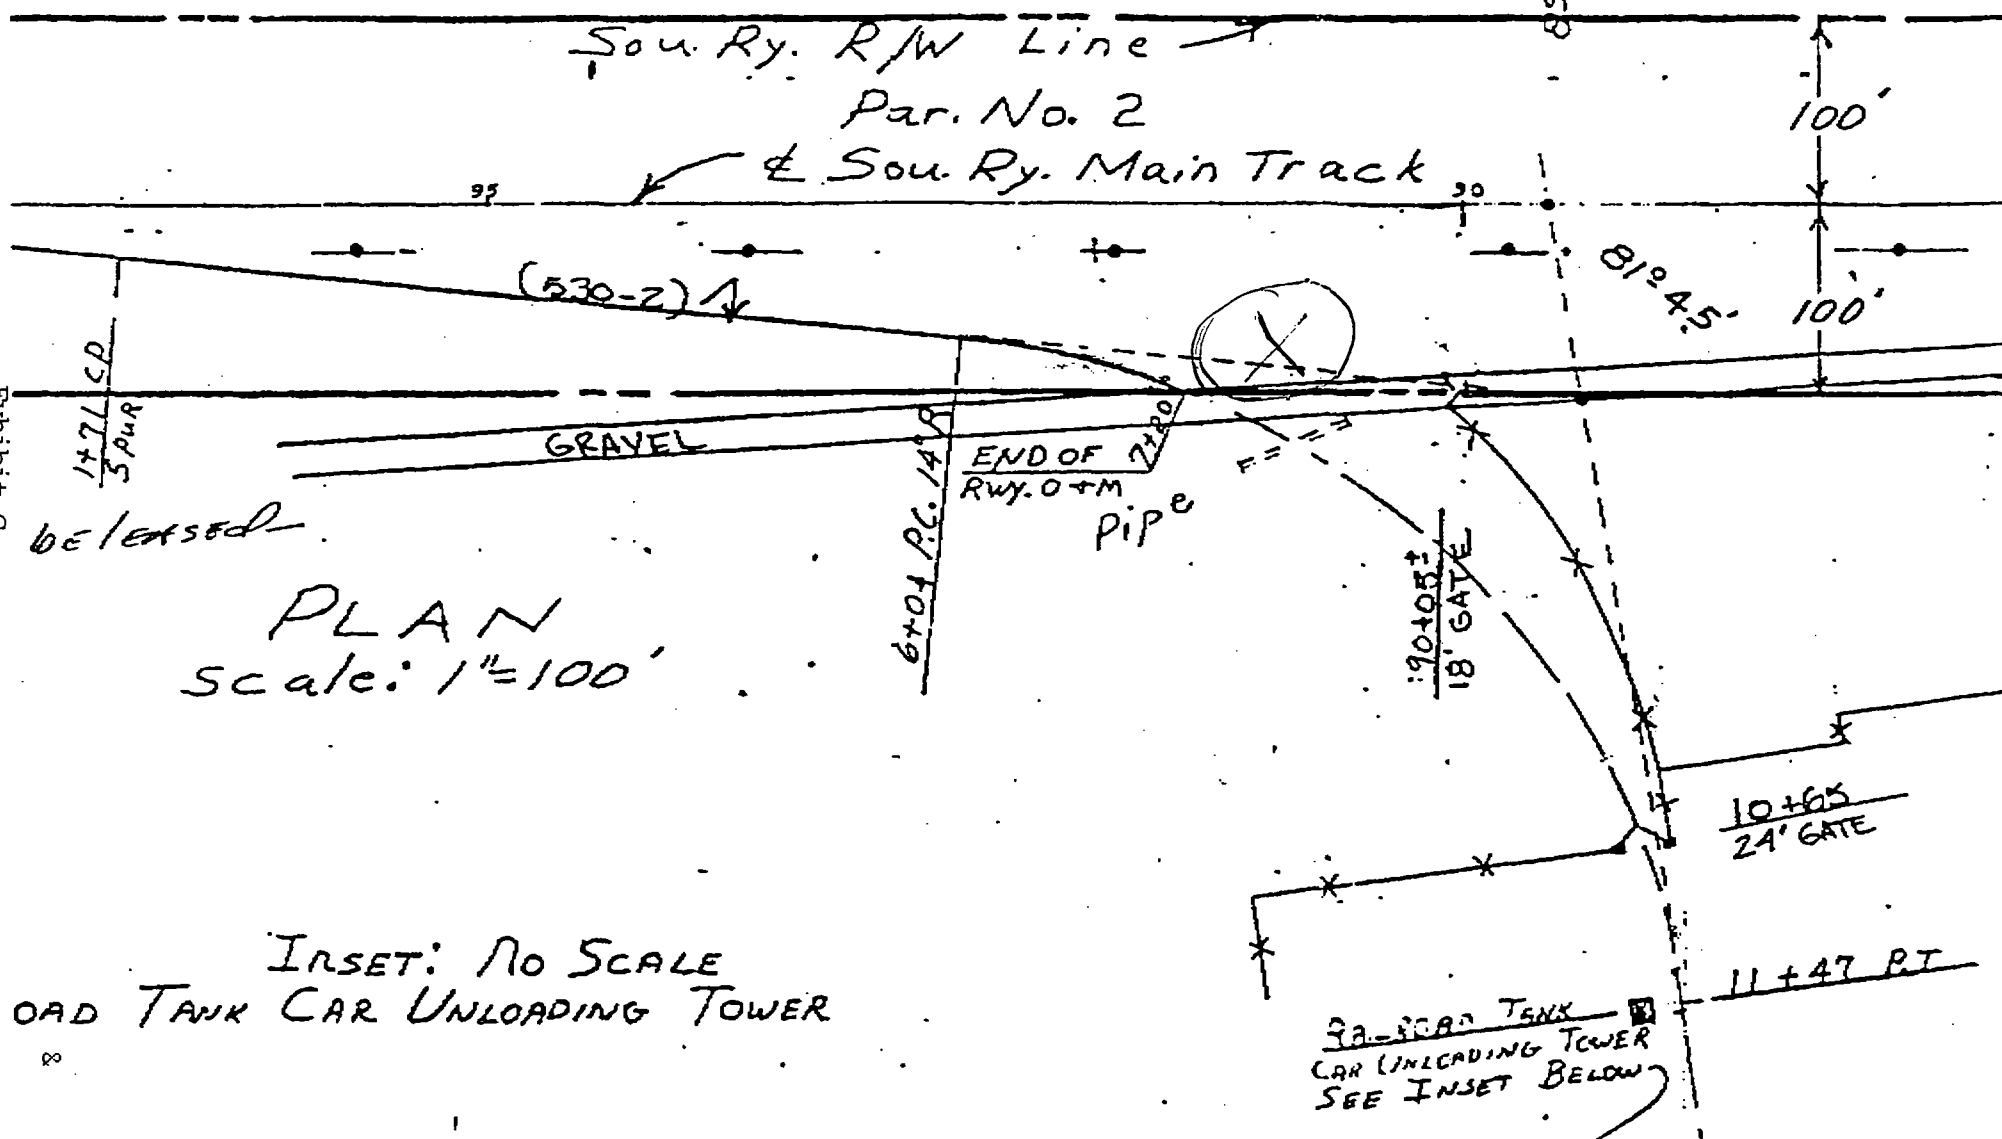 Sou. Ry. R/W Line
Par. No. 2
℄ Sou. Ry. Main Track
100'
95
90
(530-2)
81° 45'
100'
1+71 CP
5 PUR
GRAVEL
6+04 P.C. 14° R
END OF
RWY. O+M
7+80
pipe
be leased
90+05±
18' GATE
PLAN
Scale: 1"=100'
10+65
24' GATE
INSET: NO SCALE
OAD TANK CAR UNLOADING TOWER
11+47 P.T
TANK
CAR UNLOADING TOWER
SEE INSET BELOW